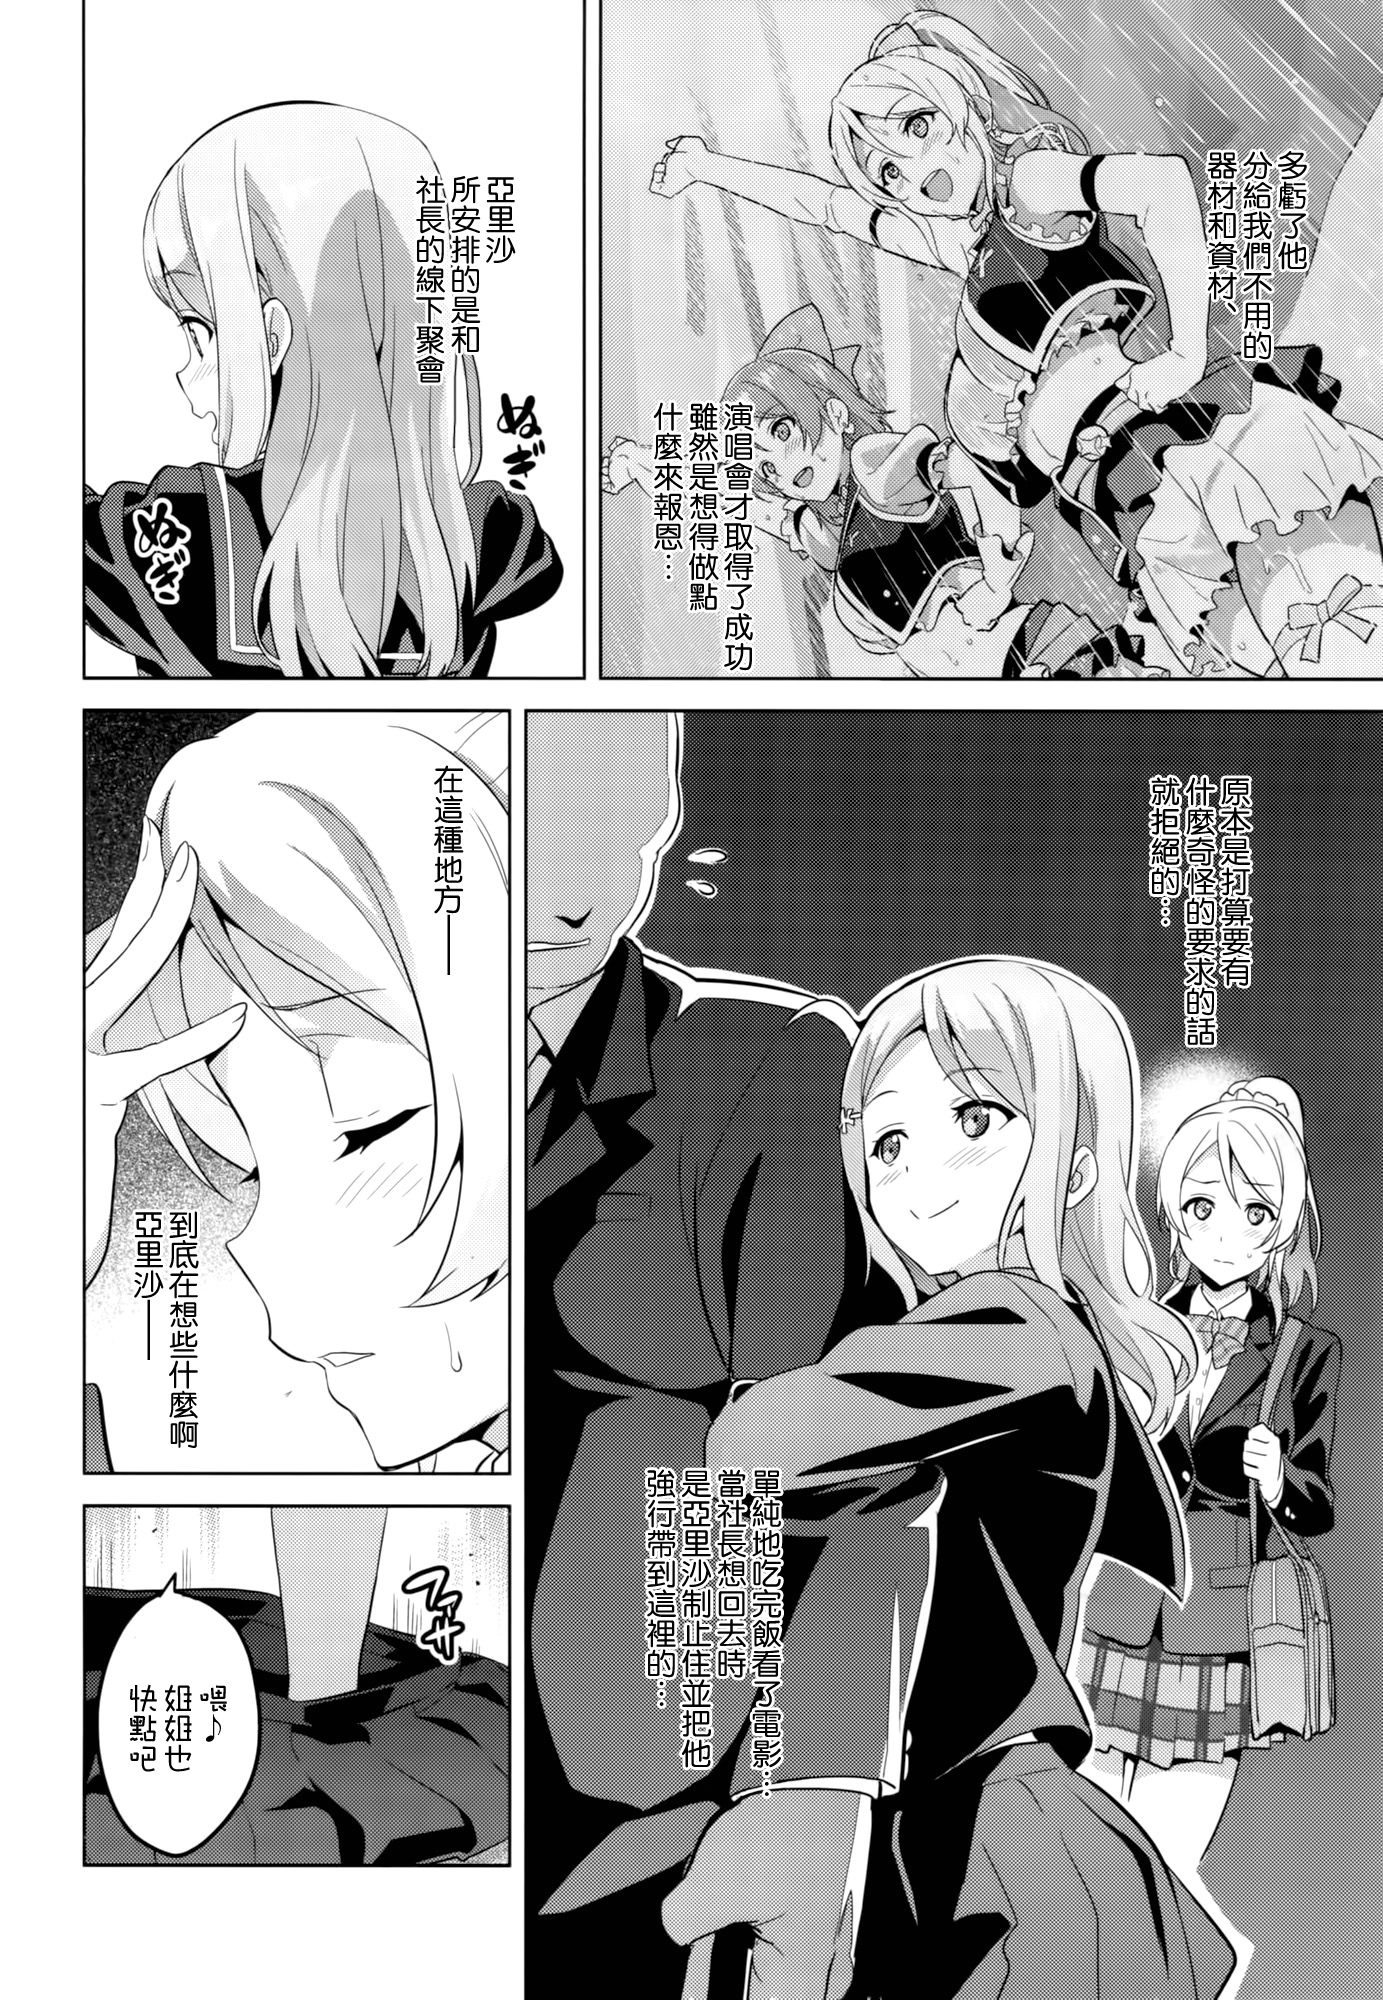 多虧了他
分給我們不用的
器材和資材、
演唱會才取得了成功
雖然是想得做點
什麼來報恩…
亞里沙
所安排的是和
社長的線下聚會
ぬぎ
ぬぎ
原本是打算要有
什麼奇怪的要求的話
就拒絕的…
單純地吃完飯看了電影…
當社長想回去時
是亞里沙制止住並把他
強行帶到這裡的…
在這種地方──
到底在想些什麼啊
亞里沙──
ファサ
喂♪
姐姐也
快點吧